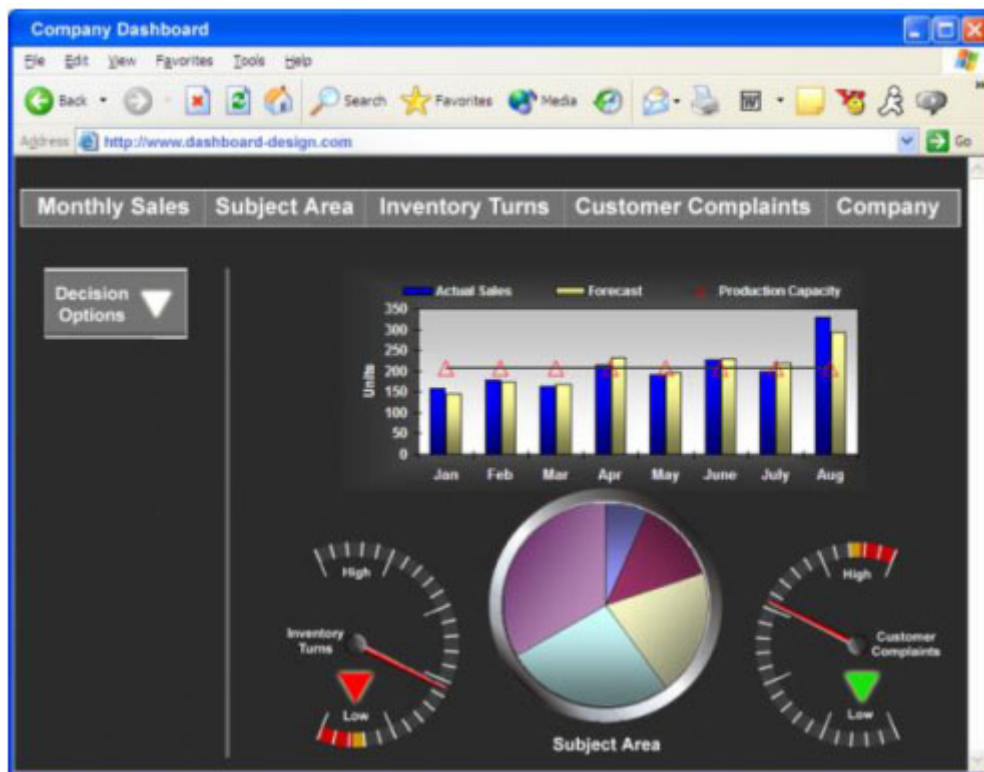 Company Dashboard
File Edit View Favorites Tools Help
Back Search Favorites Media
Address http://www.dashboard-design.com Go
Monthly Sales Subject Area Inventory Turns Customer Complaints Company
Decision
Options
Actual Sales Forecast Production Capacity
350
300
250
200
150
100
50
0
Units
Jan Feb Mar Apr May June July Aug
High
Inventory
Turns
Low
High
Customer
Complaints
Low
Subject Area